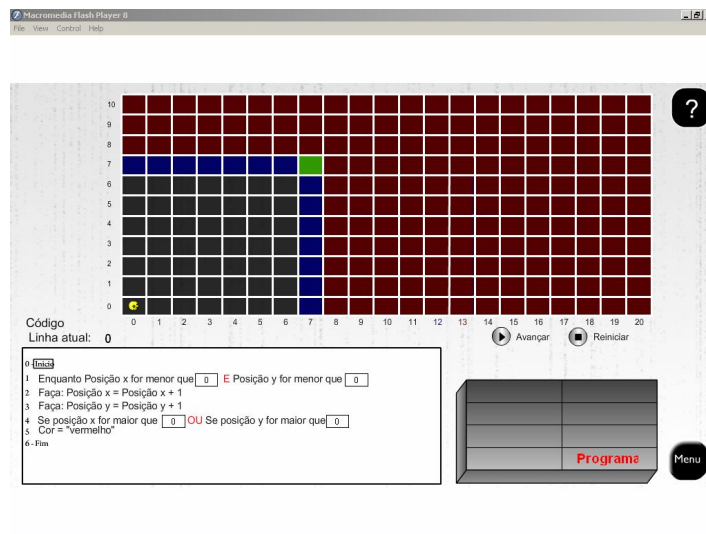 Macromedia Flash Player 8
File View Control Help
?
10
9
8
7
6
5
4
3
2
1
0
0 1 2 3 4 5 6 7 8 9 10 11 12 13 14 15 16 17 18 19 20
Código
Linha atual: 0
Avançar Reiniciar
0 -Inicio
1 Enquanto Posição x for menor que 0 E Posição y for menor que 0
2 Faça: Posição x = Posição x + 1
3 Faça: Posição y = Posição y + 1
4 Se posição x for maior que 0 OU Se posição y for maior que 0
5 Cor = "vermelho"
6 - Fim
Programa
Menu